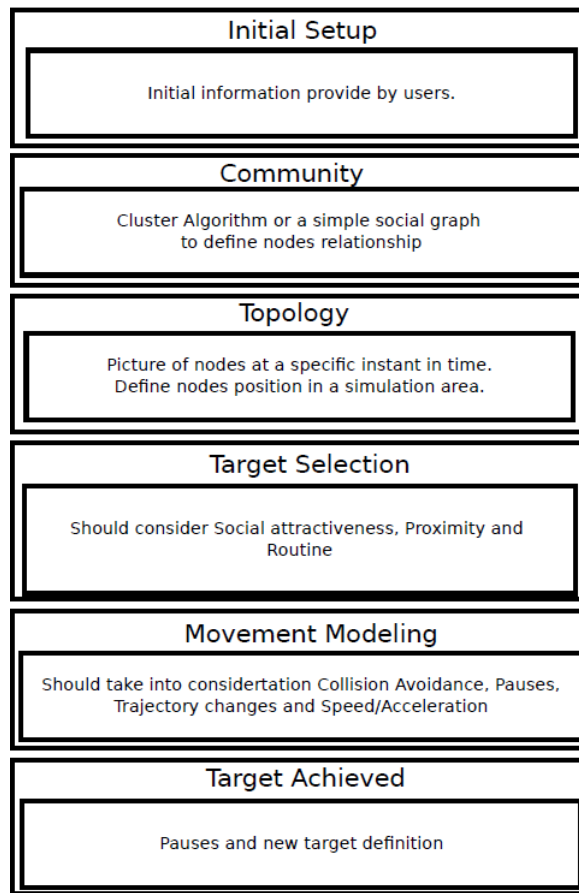 Initial Setup
Initial information provide by users.
Community
Cluster Algorithm or a simple social graph
to define nodes relationship
Topology
Picture of nodes at a specific instant in time.
Define nodes position in a simulation area.
Target Selection
Should consider Social attractiveness, Proximity and
Routine
Movement Modeling
Should take into considertation Collision Avoidance, Pauses,
Trajectory changes and Speed/Acceleration
Target Achieved
Pauses and new target definition